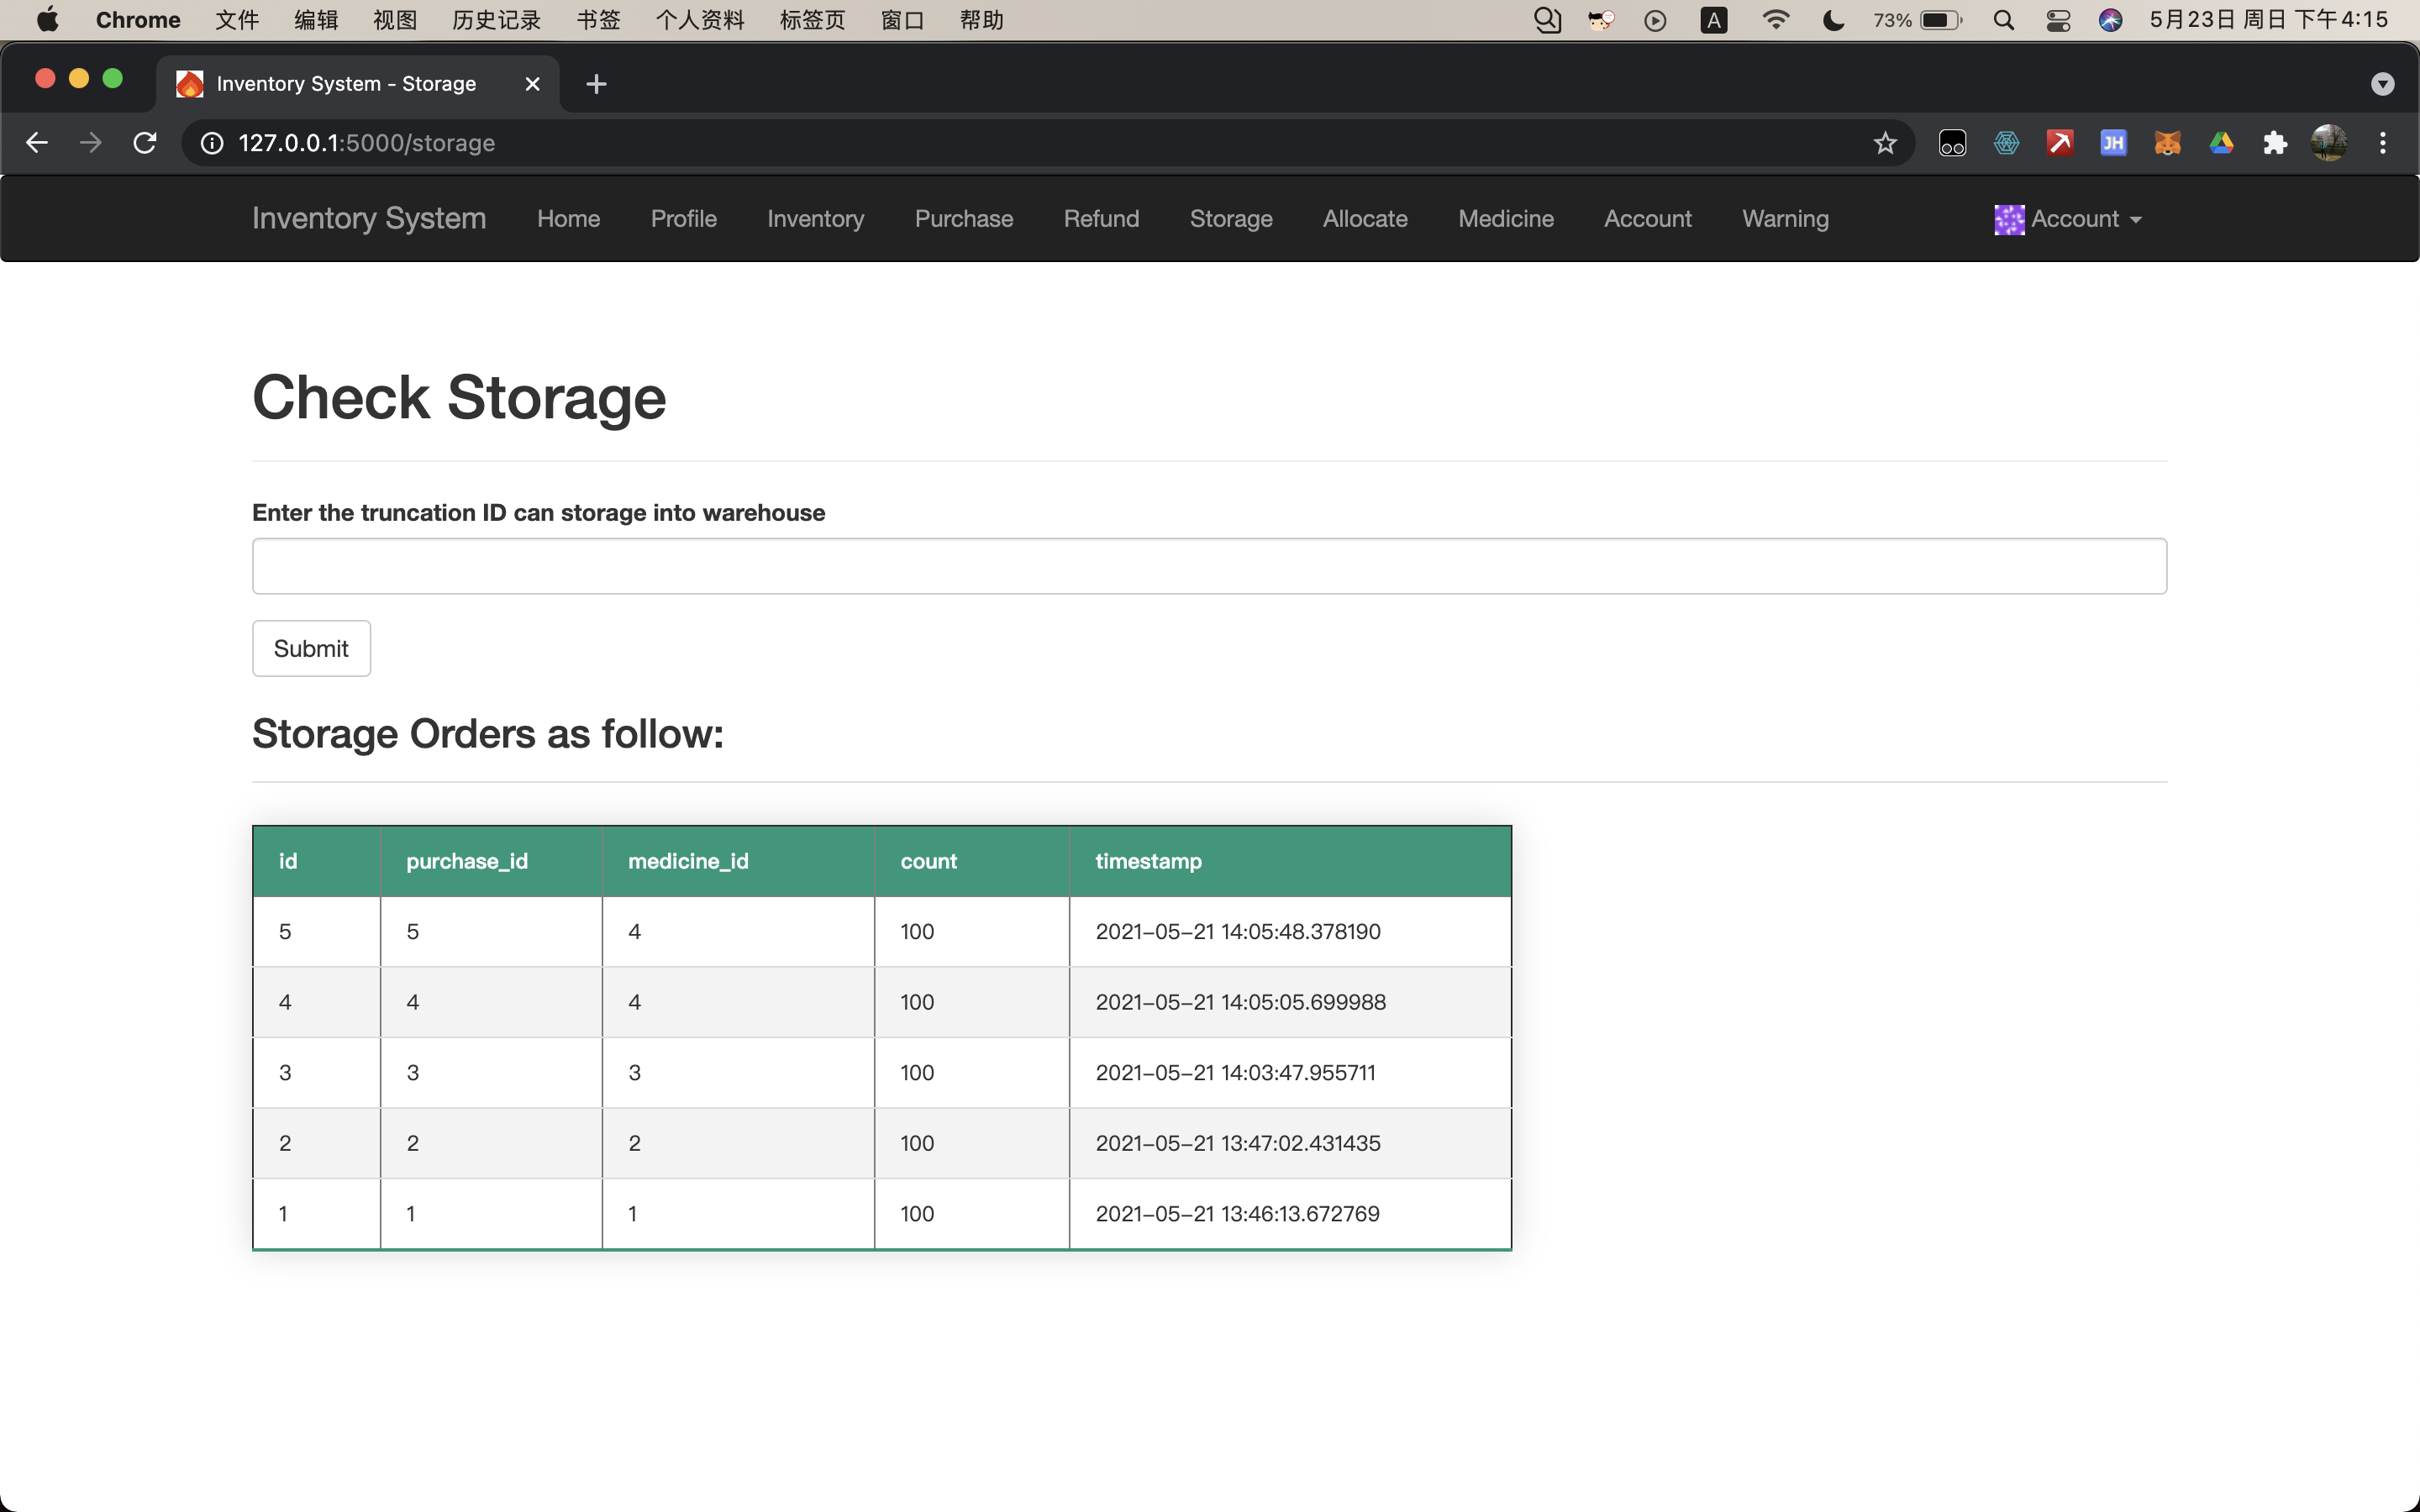 Chrome 文件 编辑 视图 历史记录 书签 个人资料 标签页 窗口 帮助 A 73% 5月23日 周日 下午4:15
Inventory System - Storage
127.0.0.1:5000/storage JH
Inventory System Home Profile Inventory Purchase Refund Storage Allocate Medicine Account Warning Account
Check Storage
Enter the truncation ID can storage into warehouse
Submit
Storage Orders as follow:
id purchase_id medicine_id count timestamp
5 5 4 100 2021-05-21 14:05:48.378190
4 4 4 100 2021-05-21 14:05:05.699988
3 3 3 100 2021-05-21 14:03:47.955711
2 2 2 100 2021-05-21 13:47:02.431435
1 1 1 100 2021-05-21 13:46:13.672769